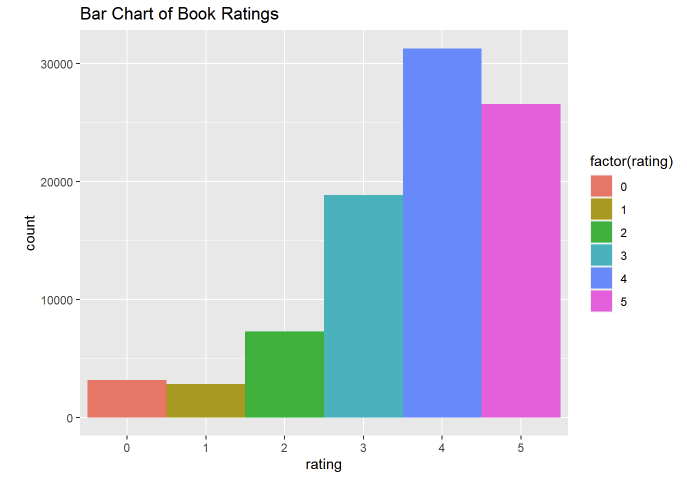 Bar Chart of Book Ratings
30000
20000
10000
0
count
0 1 2 3 4 5
rating
factor(rating)
0
1
2
3
4
5